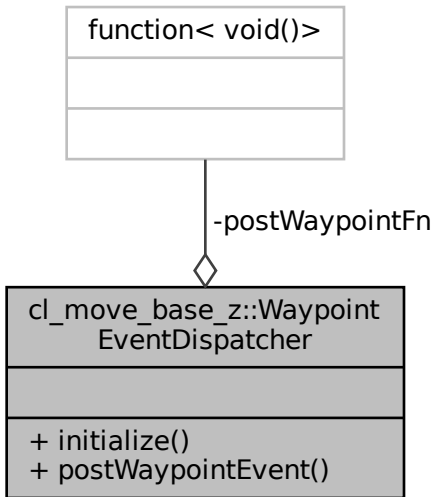 function< void()>
-postWaypointFn
cl_move_base_z::Waypoint
EventDispatcher
+ initialize()
+ postWaypointEvent()